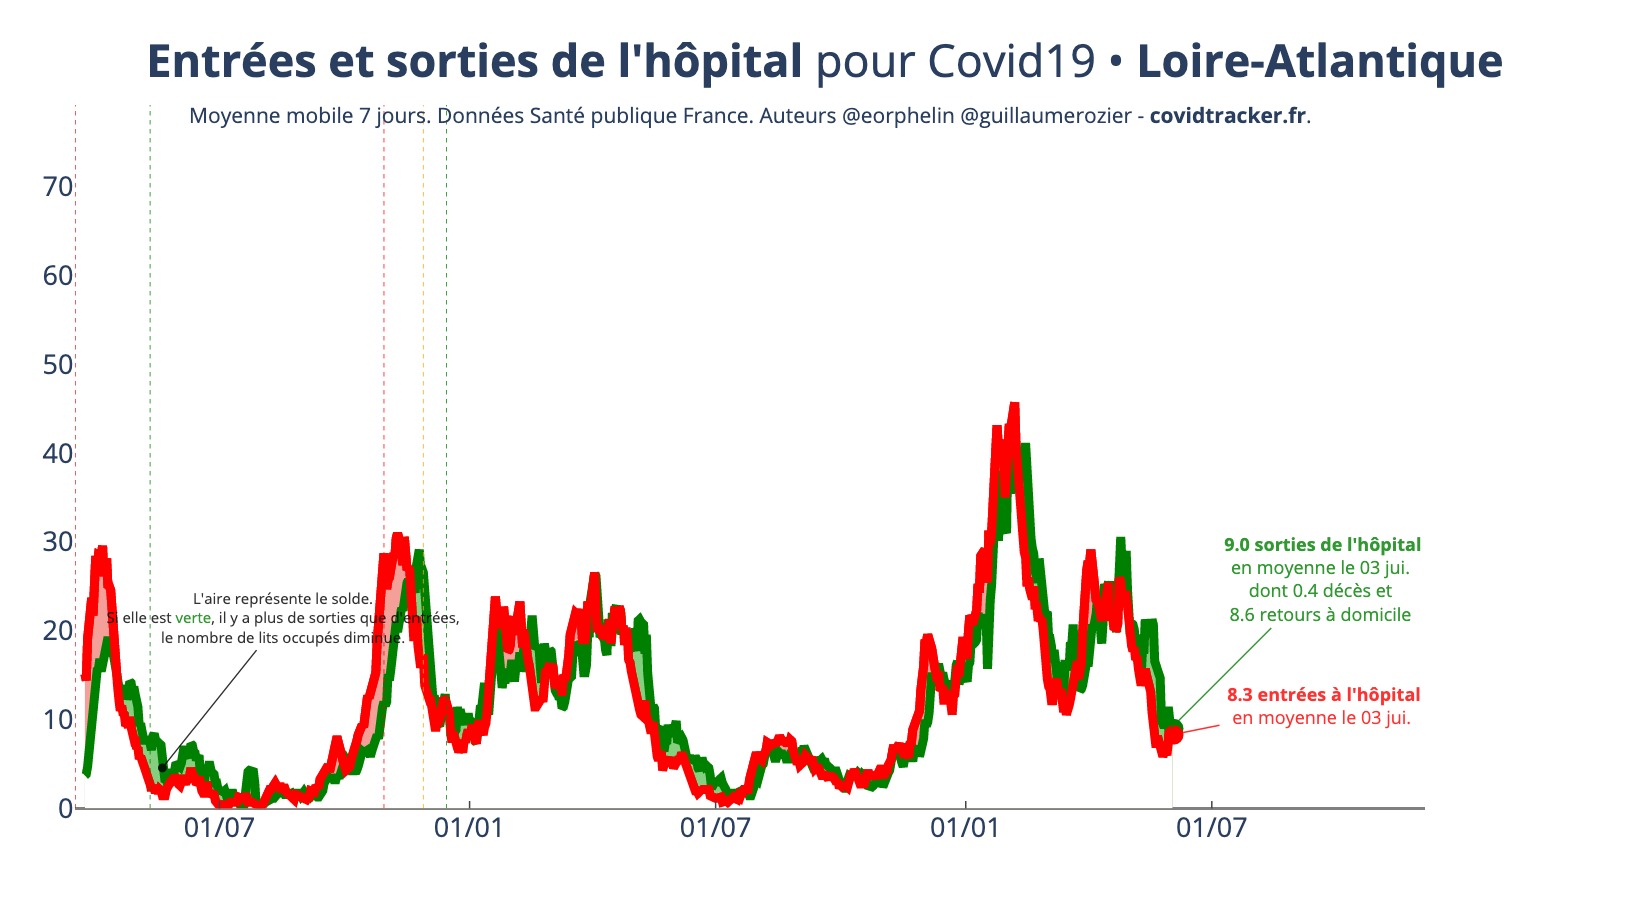 Entrées et sorties de l'hôpital pour Covid19 • Loire-Atlantique
Moyenne mobile 7 jours. Données Santé publique France. Auteurs @eorphelin @guillaumerozier - covidtracker.fr.
70
60
50
40
30
20
10
0
L'aire représente le solde.
Si elle est verte, il y a plus de sorties que d'entrées,
le nombre de lits occupés diminue.
9.0 sorties de l'hôpital
en moyenne le 03 jui.
dont 0.4 décès et
8.6 retours à domicile
8.3 entrées à l'hôpital
en moyenne le 03 jui.
01/07
01/01
01/07
01/01
01/07